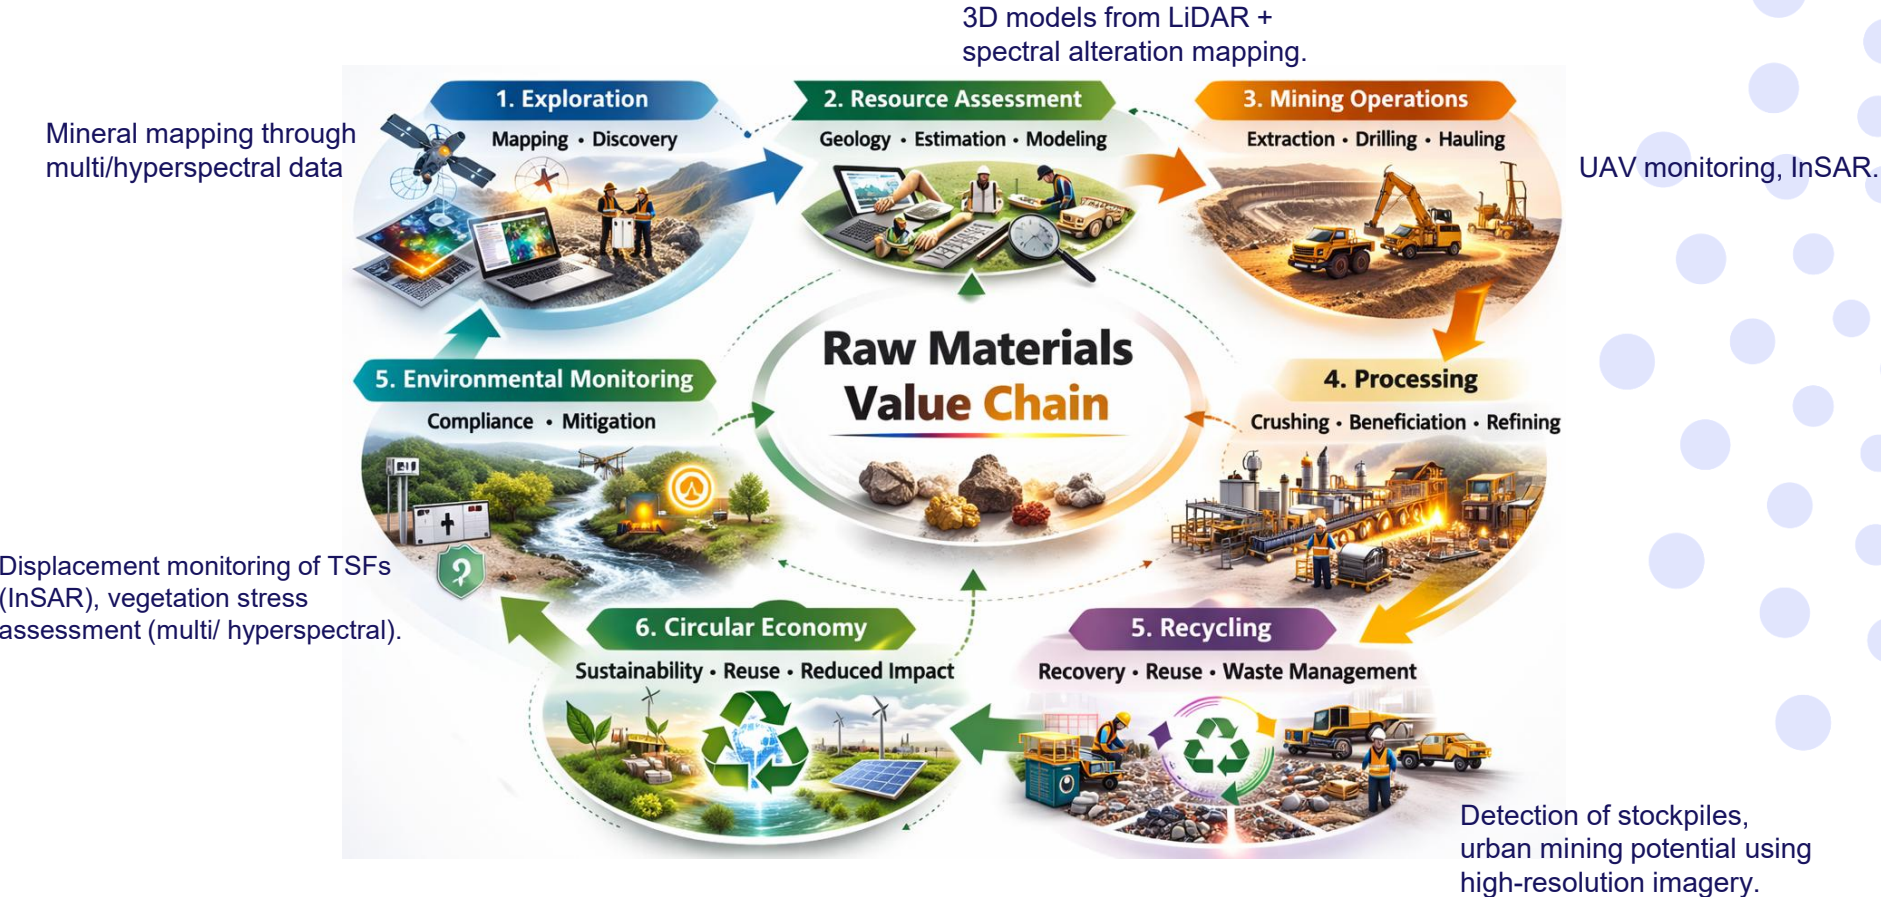 3D models from LiDAR +
spectral alteration mapping.
1. Exploration
Mapping • Discovery
2. Resource Assessment
Geology • Estimation • Modeling
3. Mining Operations
Extraction • Drilling • Hauling
Mineral mapping through
multi/hyperspectral data
UAV monitoring, InSAR.
Raw Materials
Value Chain
5. Environmental Monitoring
Compliance • Mitigation
4. Processing
Crushing • Beneficiation • Refining
Displacement monitoring of TSFs
(InSAR), vegetation stress
assessment (multi/ hyperspectral).
6. Circular Economy
Sustainability • Reuse • Reduced Impact
5. Recycling
Recovery • Reuse • Waste Management
Detection of stockpiles,
urban mining potential using
high-resolution imagery.